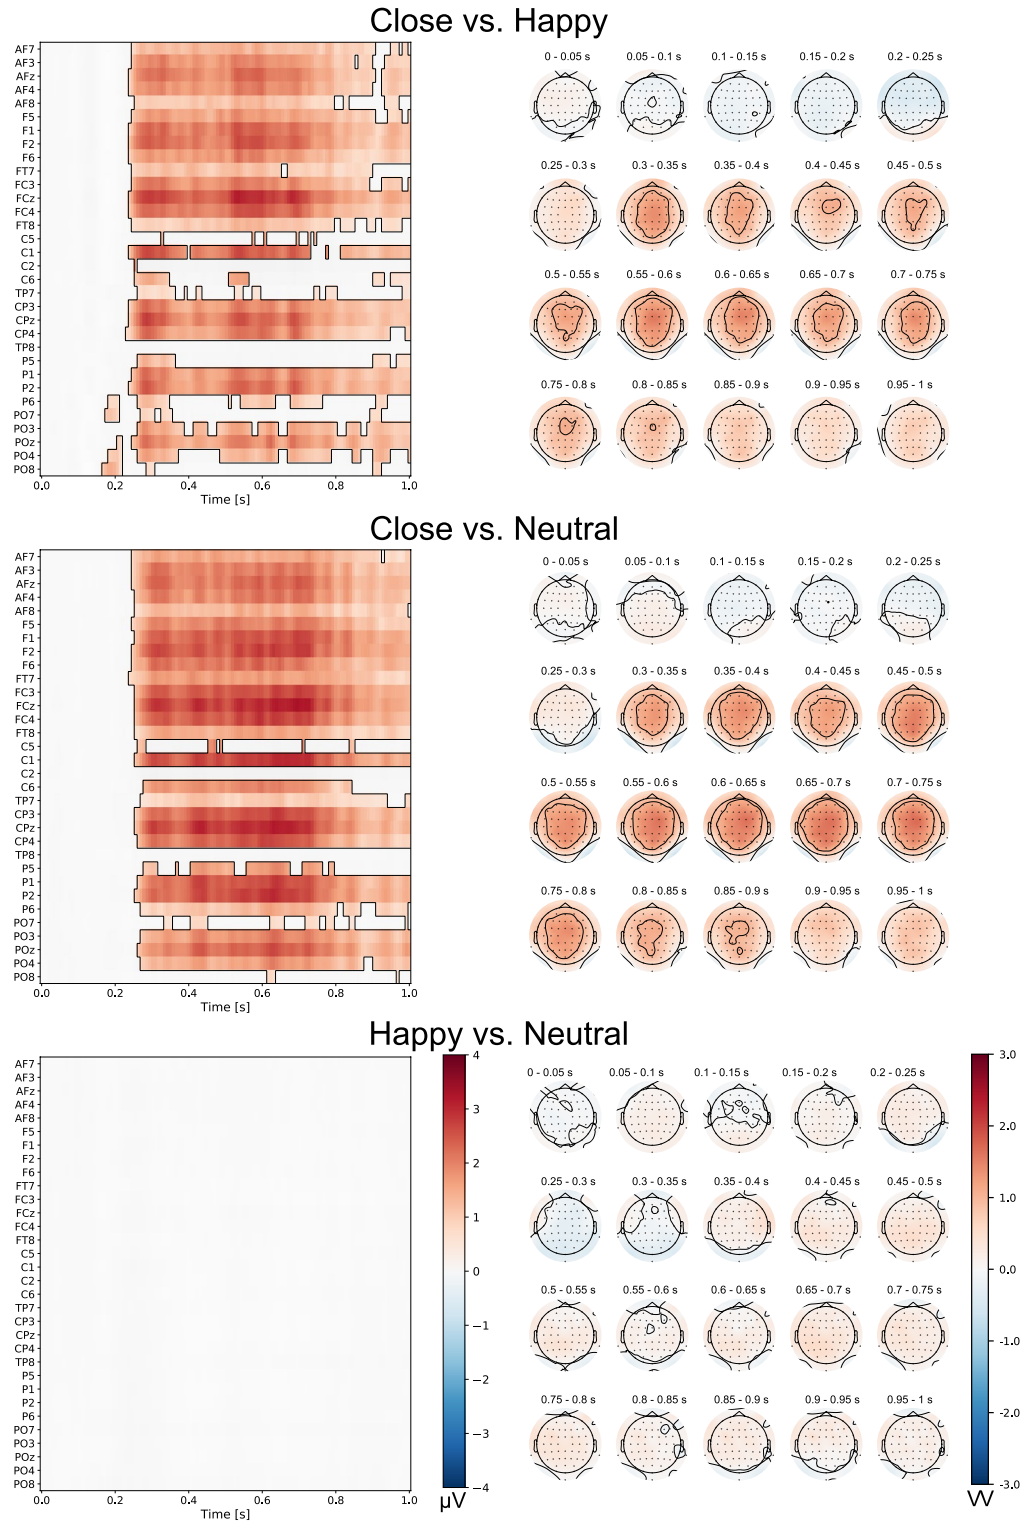 Close vs. Happy
AF7
AF3
AFz
AF4
AF8
F5
F1
F2
F6
FT7
FC3
FCz
FC4
FT8
C5
C1
C2
C6
TP7
CP3
CPz
CP4
TP8
P5
P1
P2
P6
PO7
PO3
POz
PO4
PO8
0.0 0.2 0.4 0.6 0.8 1.0
Time [s]
0 - 0.05 s 0.05 - 0.1 s 0.1 - 0.15 s 0.15 - 0.2 s 0.2 - 0.25 s
0.25 - 0.3 s 0.3 - 0.35 s 0.35 - 0.4 s 0.4 - 0.45 s 0.45 - 0.5 s
0.5 - 0.55 s 0.55 - 0.6 s 0.6 - 0.65 s 0.65 - 0.7 s 0.7 - 0.75 s
0.75 - 0.8 s 0.8 - 0.85 s 0.85 - 0.9 s 0.9 - 0.95 s 0.95 - 1 s
Close vs. Neutral
AF7
AF3
AFz
AF4
AF8
F5
F1
F2
F6
FT7
FC3
FCz
FC4
FT8
C5
C1
C2
C6
TP7
CP3
CPz
CP4
TP8
P5
P1
P2
P6
PO7
PO3
POz
PO4
PO8
0.0 0.2 0.4 0.6 0.8 1.0
Time [s]
0 - 0.05 s 0.05 - 0.1 s 0.1 - 0.15 s 0.15 - 0.2 s 0.2 - 0.25 s
0.25 - 0.3 s 0.3 - 0.35 s 0.35 - 0.4 s 0.4 - 0.45 s 0.45 - 0.5 s
0.5 - 0.55 s 0.55 - 0.6 s 0.6 - 0.65 s 0.65 - 0.7 s 0.7 - 0.75 s
0.75 - 0.8 s 0.8 - 0.85 s 0.85 - 0.9 s 0.9 - 0.95 s 0.95 - 1 s
Happy vs. Neutral
AF7
AF3
AFz
AF4
AF8
F5
F1
F2
F6
FT7
FC3
FCz
FC4
FT8
C5
C1
C2
C6
TP7
CP3
CPz
CP4
TP8
P5
P1
P2
P6
PO7
PO3
POz
PO4
PO8
0.0 0.2 0.4 0.6 0.8 1.0
Time [s]
4
3
2
1
0
−1
−2
−3
−4
µV
0 - 0.05 s 0.05 - 0.1 s 0.1 - 0.15 s 0.15 - 0.2 s 0.2 - 0.25 s
0.25 - 0.3 s 0.3 - 0.35 s 0.35 - 0.4 s 0.4 - 0.45 s 0.45 - 0.5 s
0.5 - 0.55 s 0.55 - 0.6 s 0.6 - 0.65 s 0.65 - 0.7 s 0.7 - 0.75 s
0.75 - 0.8 s 0.8 - 0.85 s 0.85 - 0.9 s 0.9 - 0.95 s 0.95 - 1 s
3.0
2.0
1.0
0.0
-1.0
-2.0
-3.0